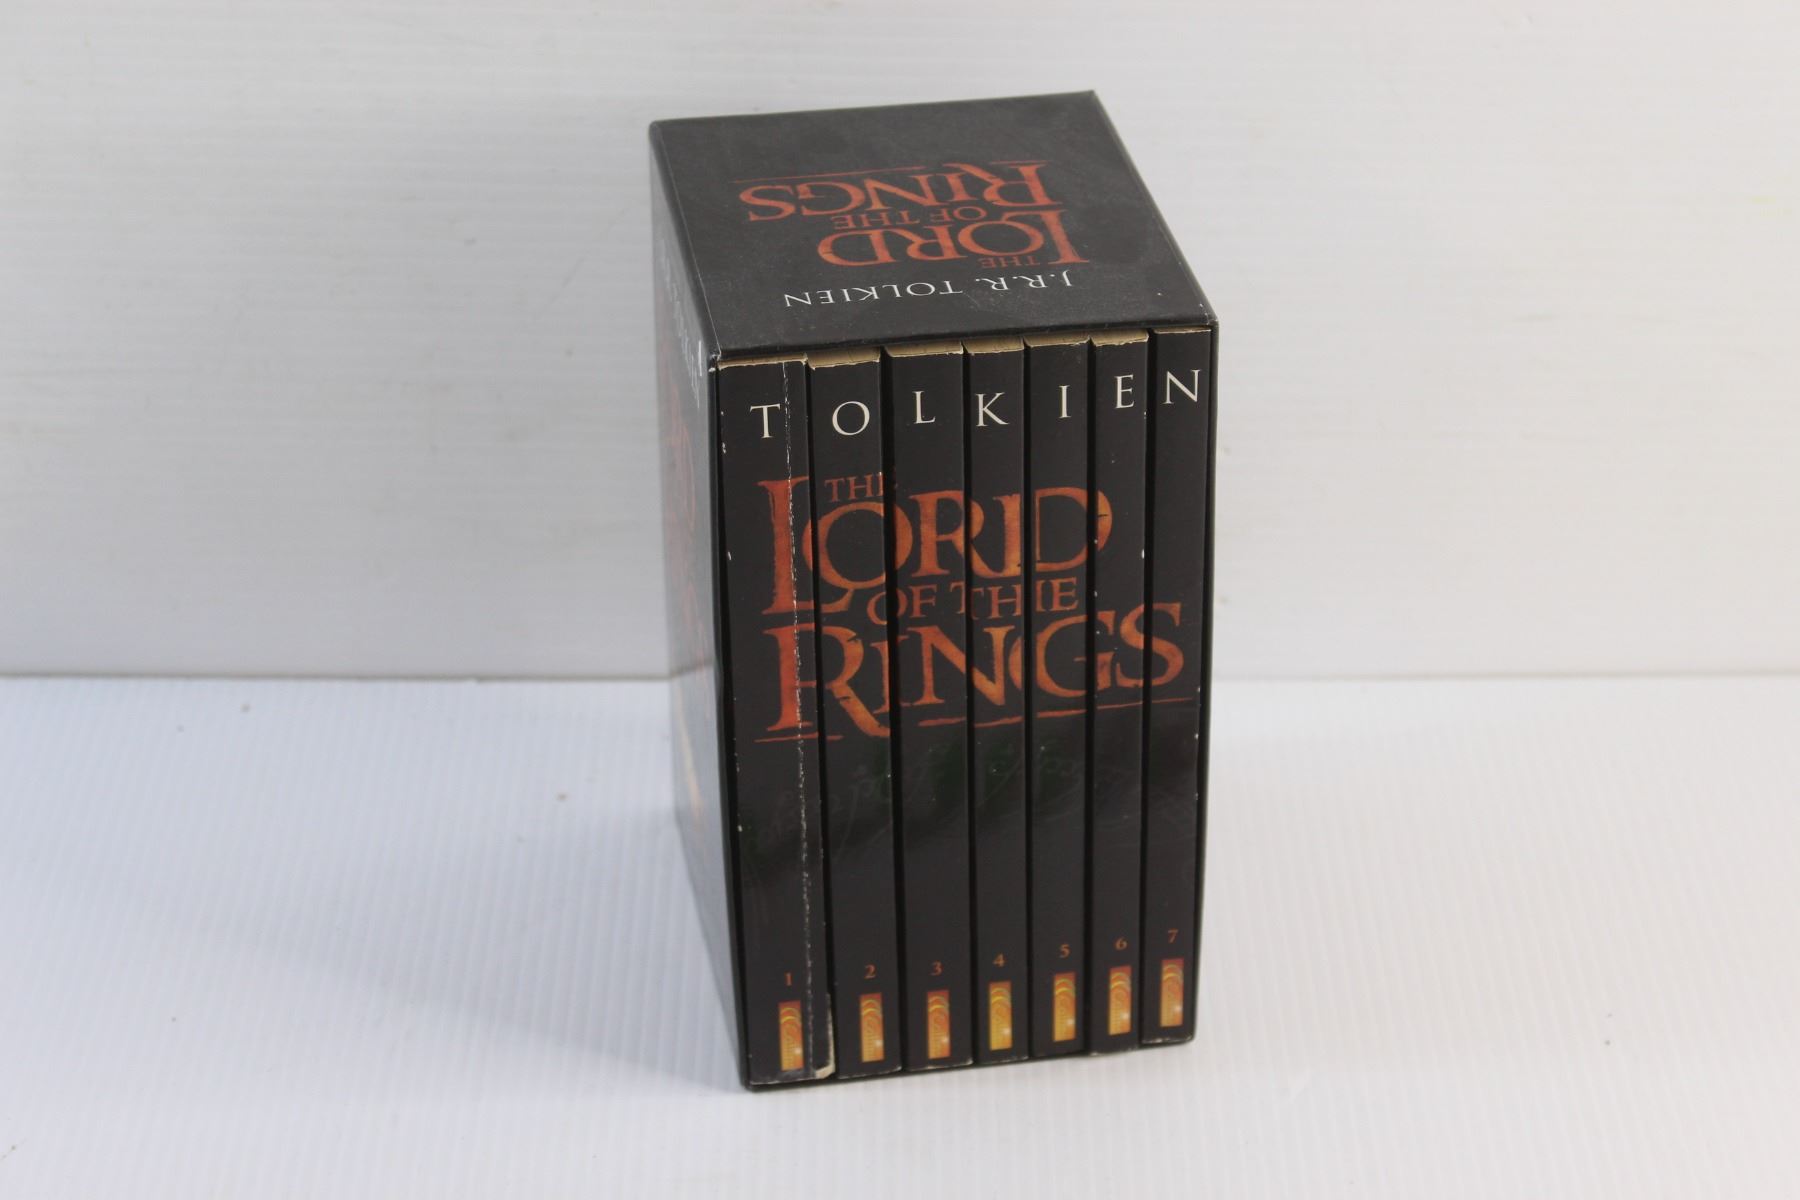 THE
LORD
OF THE
RINGS
J.R.R. TOLKIEN
TOLKIEN
THE
LORD
OF THE
RINGS
1 2 3 4 5 6 7